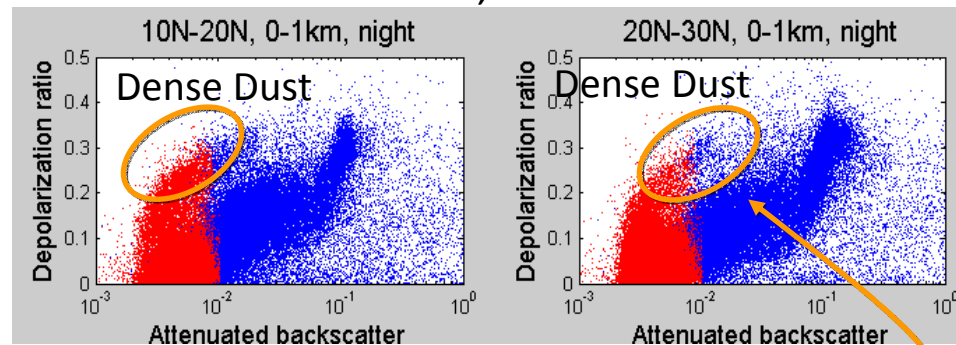 10N-20N, 0-1km, night
Dense Dust
Depolarization ratio
0.5
0.4
0.3
0.2
0.1
0
10^-3
10^-2
10^-1
10^0
Attenuated backscatter
20N-30N, 0-1km, night
Dense Dust
Depolarization ratio
0.5
0.4
0.3
0.2
0.1
0
10^-3
10^-2
10^-1
10^0
Attenuated backscatter